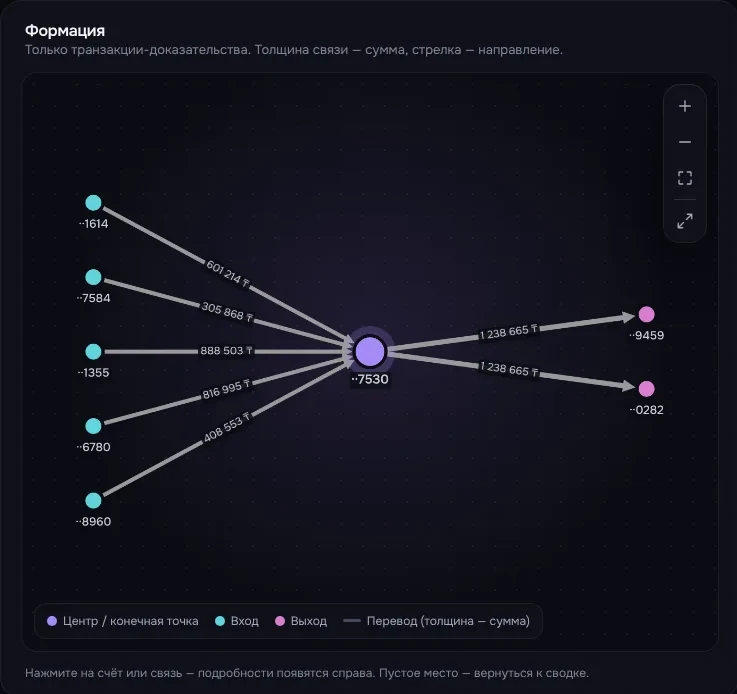 Формация
Только транзакции-доказательства. Толщина связи — сумма, стрелка — направление.
··1614
601 214 ₸
··7584
305 868 ₸
··1355
888 503 ₸
··6780
816 995 ₸
··8960
408 553 ₸
··7530
1 238 665 ₸
··9459
1 238 665 ₸
··0282
Центр / конечная точка
Вход
Выход
Перевод (толщина — сумма)
Нажмите на счёт или связь — подробности появятся справа. Пустое место — вернуться к сводке.